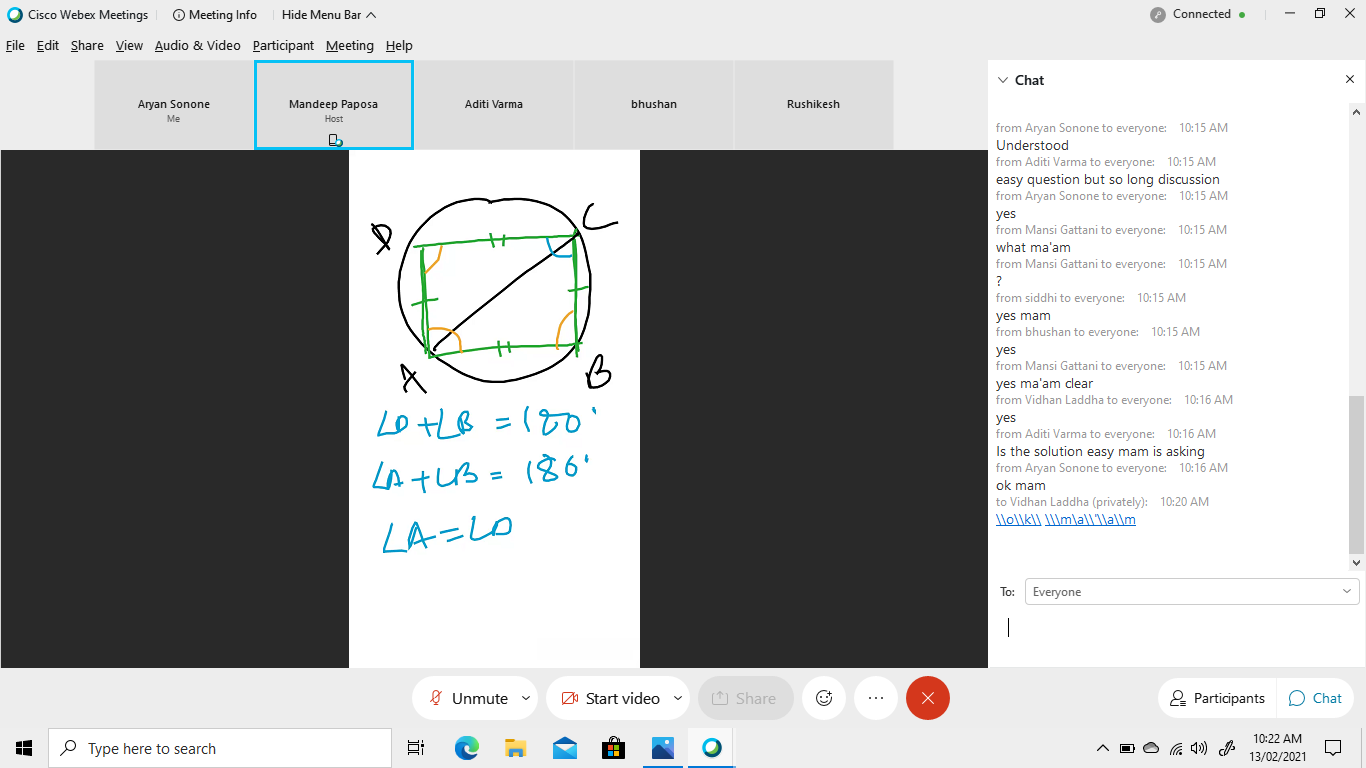 Cisco Webex Meetings
Meeting Info
Hide Menu Bar
Connected
File Edit Share View Audio & Video Participant Meeting Help
Aryan Sonone
Me
Mandeep Paposa
Host
Aditi Varma
bhushan
Rushikesh
D
C
A
B
∠D+∠B = 180°
∠A+∠B = 180°
∠A=∠D
Chat
from Aryan Sonone to everyone: 10:15 AM
Understood
from Aditi Varma to everyone: 10:15 AM
easy question but so long discussion
from Aryan Sonone to everyone: 10:15 AM
yes
from Mansi Gattani to everyone: 10:15 AM
what ma'am
from Mansi Gattani to everyone: 10:15 AM
?
from siddhi to everyone: 10:15 AM
yes mam
from bhushan to everyone: 10:15 AM
yes
from Mansi Gattani to everyone: 10:15 AM
yes ma'am clear
from Vidhan Laddha to everyone: 10:16 AM
yes
from Aditi Varma to everyone: 10:16 AM
Is the solution easy mam is asking
from Aryan Sonone to everyone: 10:16 AM
ok mam
to Vidhan Laddha (privately): 10:20 AM
\\o\\k\\ \\\m\a\\'\\a\\m
To: Everyone
Unmute
Start video
Share
Participants
Chat
Type here to search
10:22 AM
13/02/2021